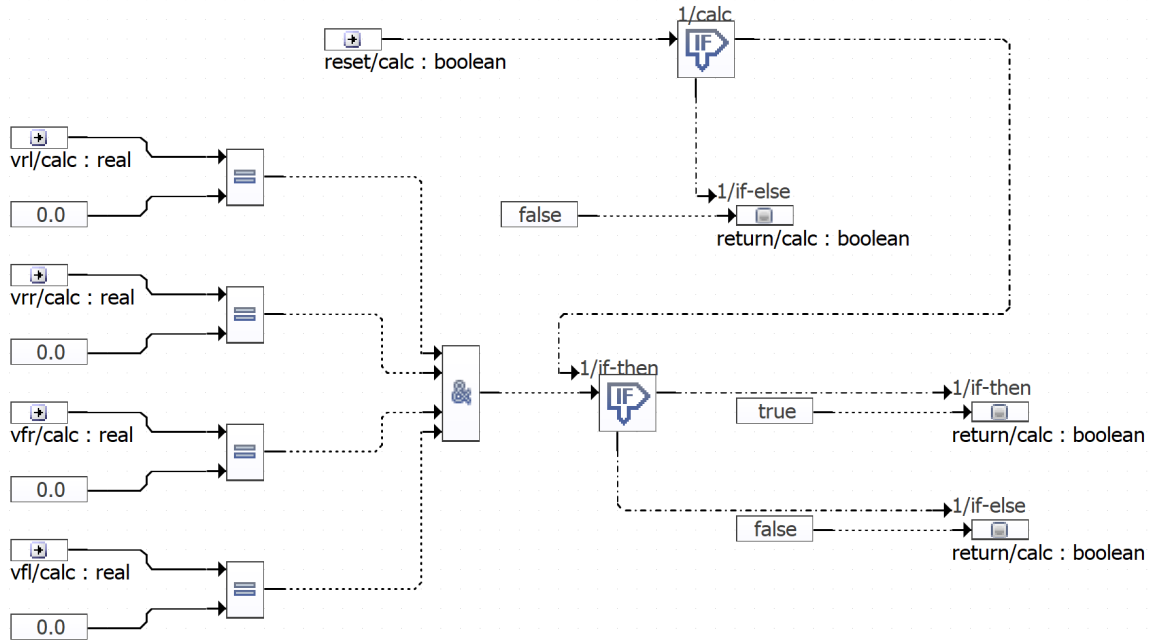 1/calc
IF
reset/calc : boolean
vrl/calc : real
0.0
1/if-else
false
return/calc : boolean
vrr/calc : real
0.0
&
1/if-then
IF
1/if-then
true
return/calc : boolean
vfr/calc : real
0.0
1/if-else
false
return/calc : boolean
vfl/calc : real
0.0